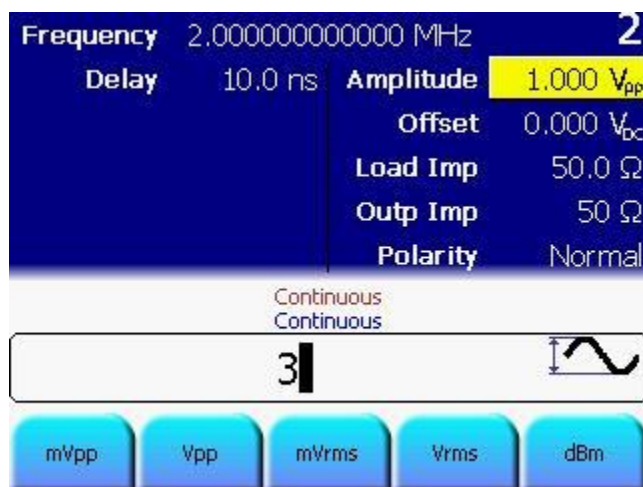 Frequency 2.000000000000 MHz 2
Delay 10.0 ns Amplitude 1.000 Vpp
Offset 0.000 VDC
Load Imp 50.0 Ω
Outp Imp 50 Ω
Polarity Normal
Continuous
Continuous
3
mVpp Vpp mVrms Vrms dBm